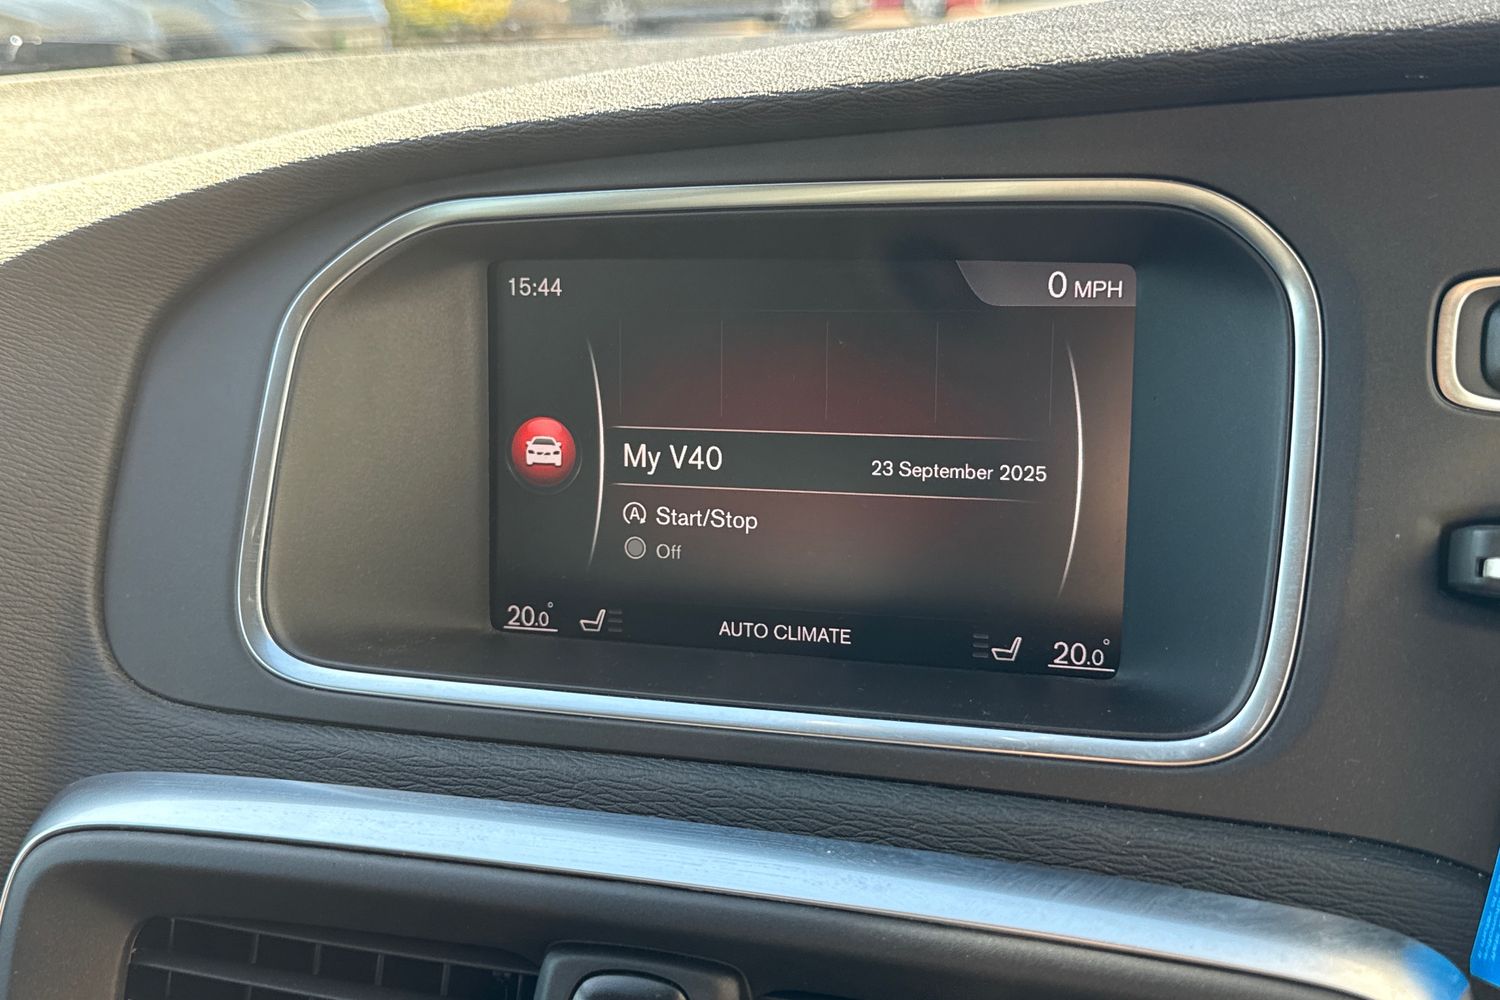 15:44
0 MPH
My V40
23 September 2025
A Start/Stop
Off
20.0°
AUTO CLIMATE
20.0°